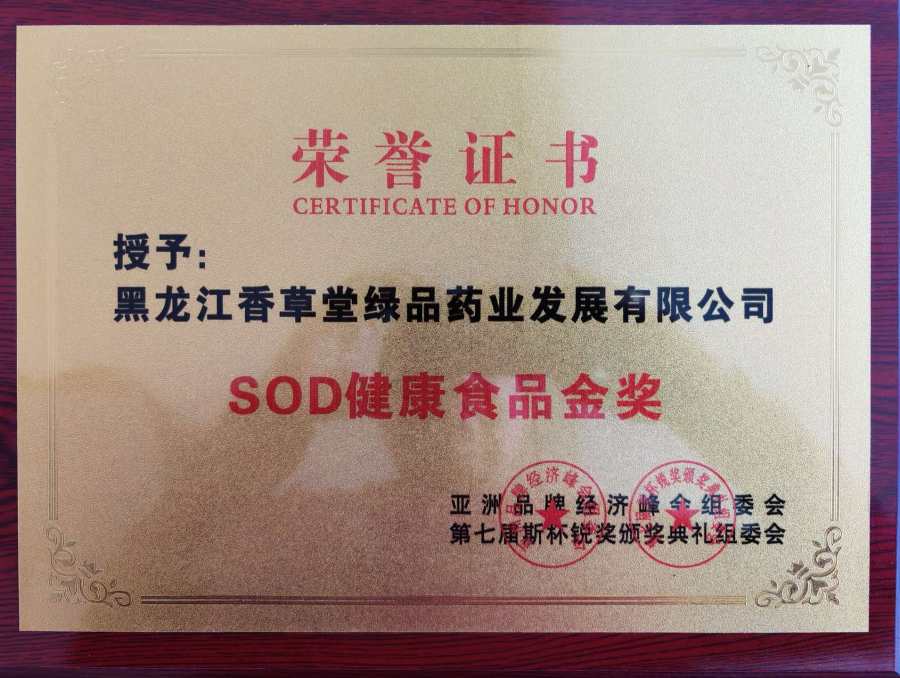 荣誉证书
CERTIFICATE OF HONOR
授予:
黑龙江香草堂绿品药业发展有限公司
SOD健康食品金奖
亚洲品牌经济峰会组委会
第七届斯杯锐奖颁奖典礼组委会